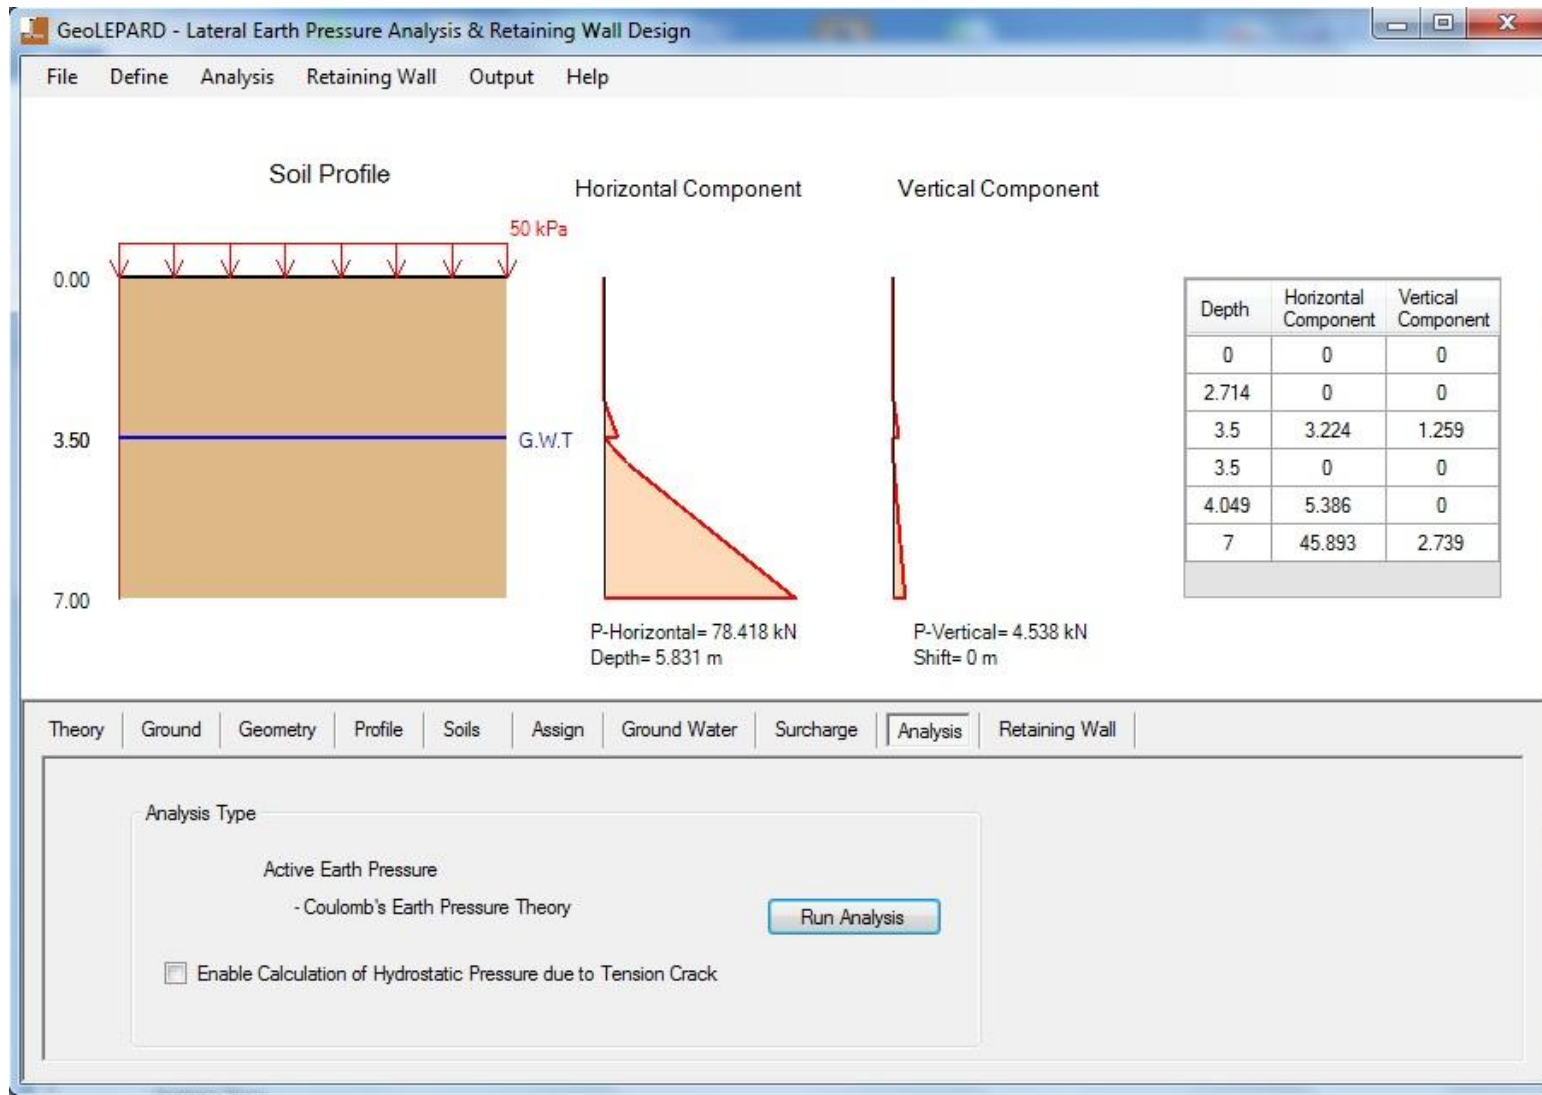 GeoLEPARD - Lateral Earth Pressure Analysis & Retaining Wall Design
File Define Analysis Retaining Wall Output Help
Soil Profile
Horizontal Component
Vertical Component
50 kPa
0.00
3.50
G.W.T
7.00
Depth Horizontal Component Vertical Component
0 0 0
2.714 0 0
3.5 3.224 1.259
3.5 0 0
4.049 5.386 0
7 45.893 2.739
P-Horizontal= 78.418 kN
Depth= 5.831 m
P-Vertical= 4.538 kN
Shift= 0 m
Theory Ground Geometry Profile Soils Assign Ground Water Surcharge Analysis Retaining Wall
Analysis Type
Active Earth Pressure
- Coulomb's Earth Pressure Theory
Run Analysis
Enable Calculation of Hydrostatic Pressure due to Tension Crack